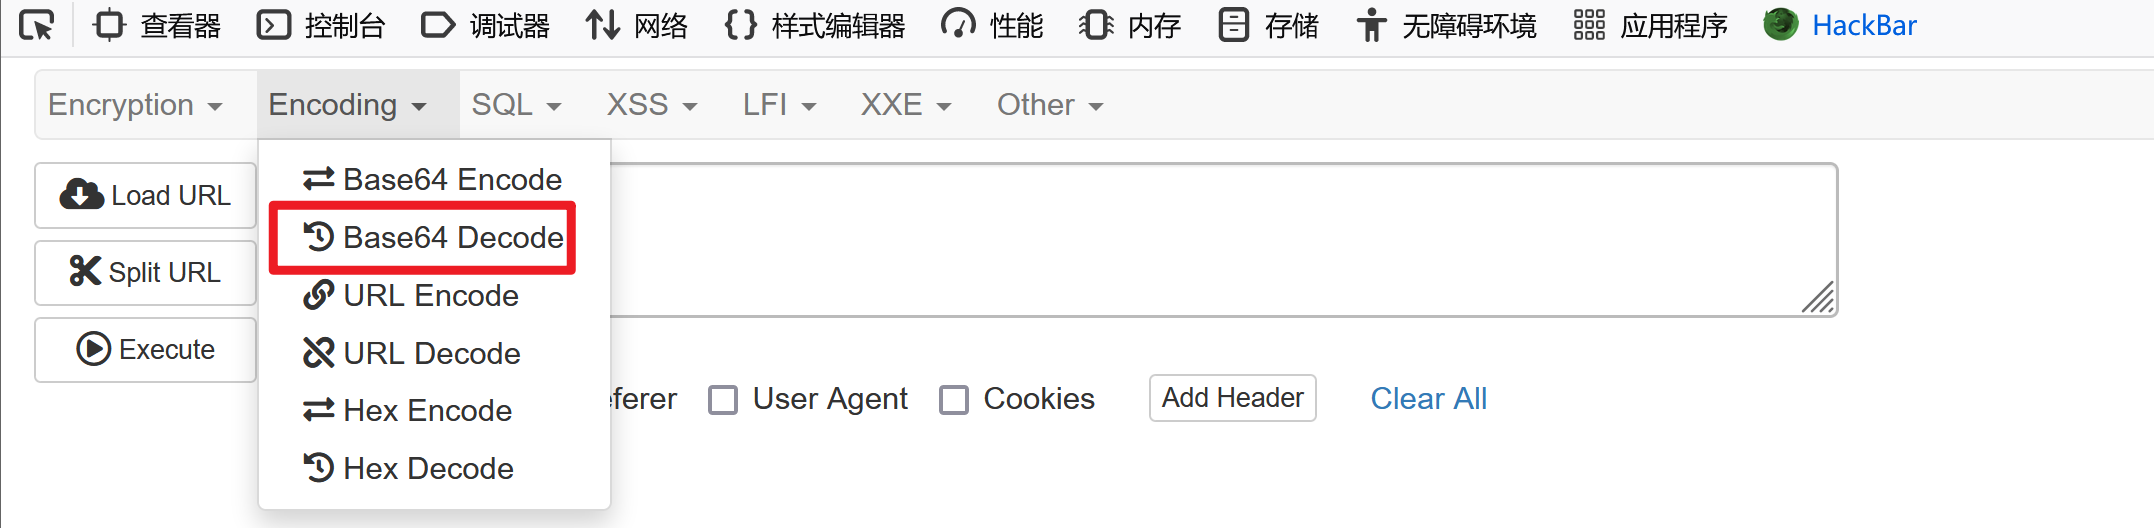 查看器 控制台 调试器 网络 样式编辑器 性能 内存 存储 无障碍环境 应用程序 HackBar
Encryption Encoding SQL XSS LFI XXE Other
Base64 Encode
Load URL
Base64 Decode
Split URL
URL Encode
Execute
URL Decode
eferer User Agent Cookies Add Header Clear All
Hex Encode
Hex Decode